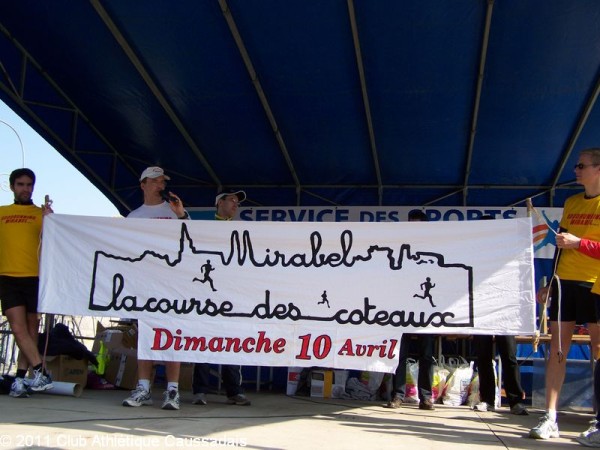 SERVICE DES SPORTS
Mirabel
la course des coteaux
Dimanche 10 Avril
© 2011 Club Athlétique Caussadais